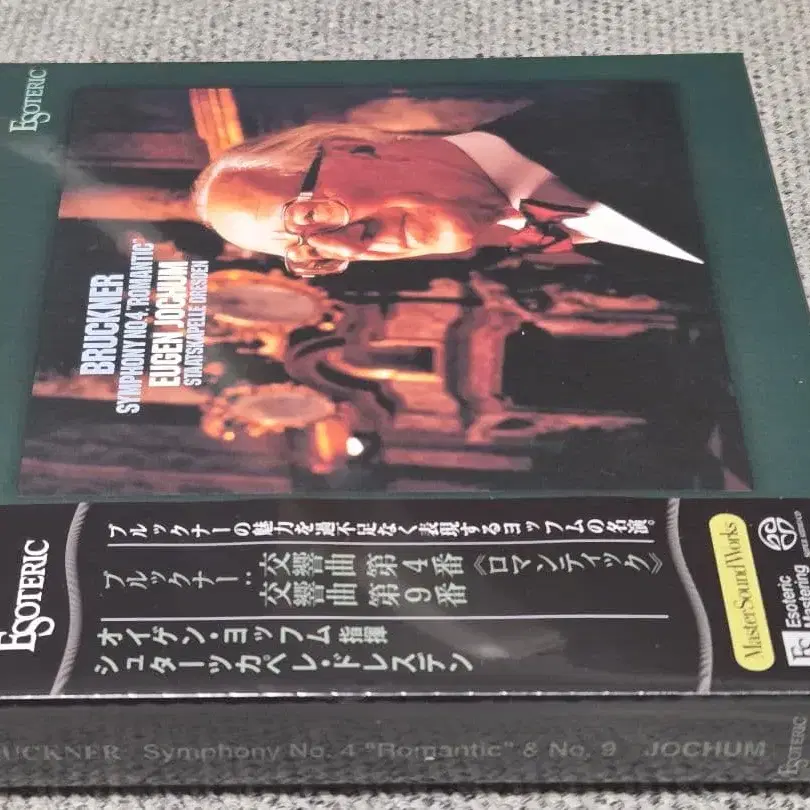 ESOTERIC
BRUCKNER
SYMPHONY NO.4, "ROMANTIC"
EUGEN JOCHUM
STAATSKAPELLE DRESDEN
ESOTERIC
ブルックナーの魅力を過不足なく表現するヨッフムの名演。
ブルックナー:交響曲第4番《ロマンティック》
交響曲第9番
オイゲン・ヨッフム 指揮
シュターツカペレ・ドレスデン
MasterSoundWorks
Esoteric
Mastering
UCKNER Symphony No. 4 "Romantic" & No. 9 JOCHUM
ESOTERIC